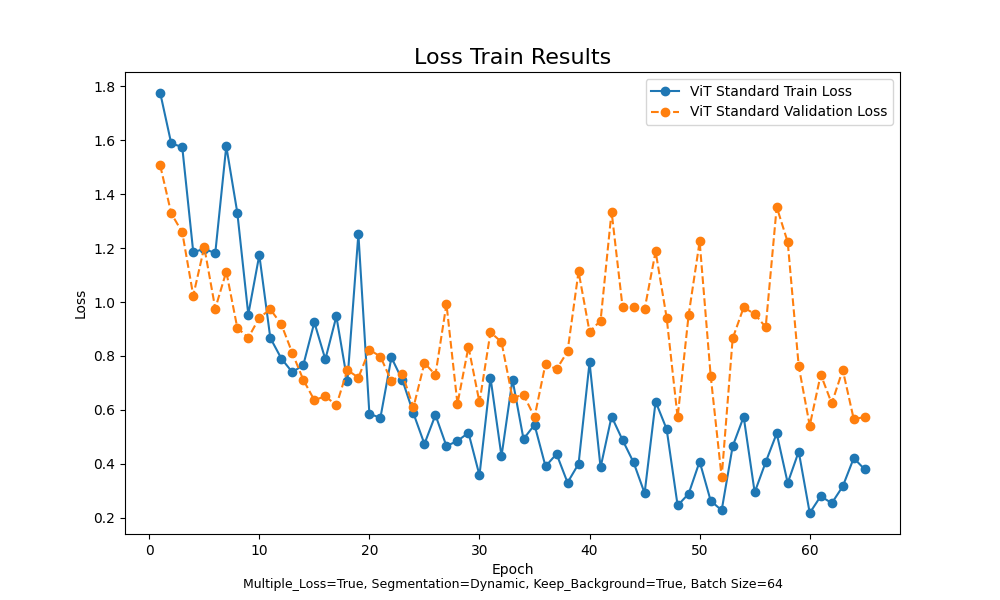 Loss Train Results
ViT Standard Train Loss
ViT Standard Validation Loss
1.8
1.6
1.4
1.2
1.0
0.8
0.6
0.4
0.2
Loss
0 10 20 30 40 50 60
Epoch
Multiple_Loss=True, Segmentation=Dynamic, Keep_Background=True, Batch Size=64